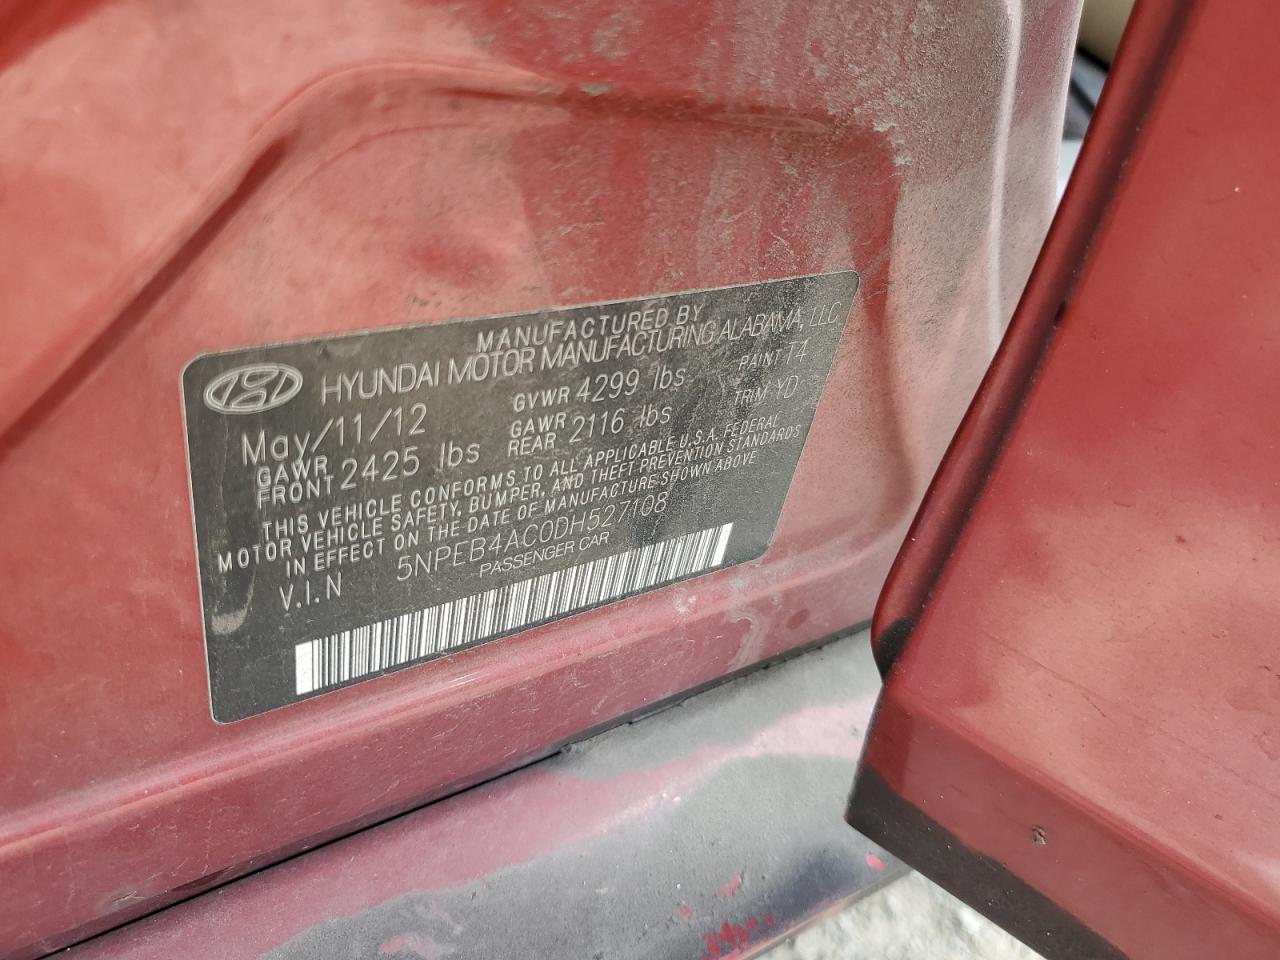 MANUFACTURED BY
HYUNDAI MOTOR MANUFACTURING ALABAMA, LLC
May/11/12 GVWR 4299 lbs PAINT T4
GAWR FRONT 2425 lbs GAWR REAR 2116 lbs TRIM YD
THIS VEHICLE CONFORMS TO ALL APPLICABLE U.S.A. FEDERAL
MOTOR VEHICLE SAFETY, BUMPER, AND THEFT PREVENTION STANDARDS
IN EFFECT ON THE DATE OF MANUFACTURE SHOWN ABOVE
V.I.N 5NPEB4AC0DH527108
PASSENGER CAR